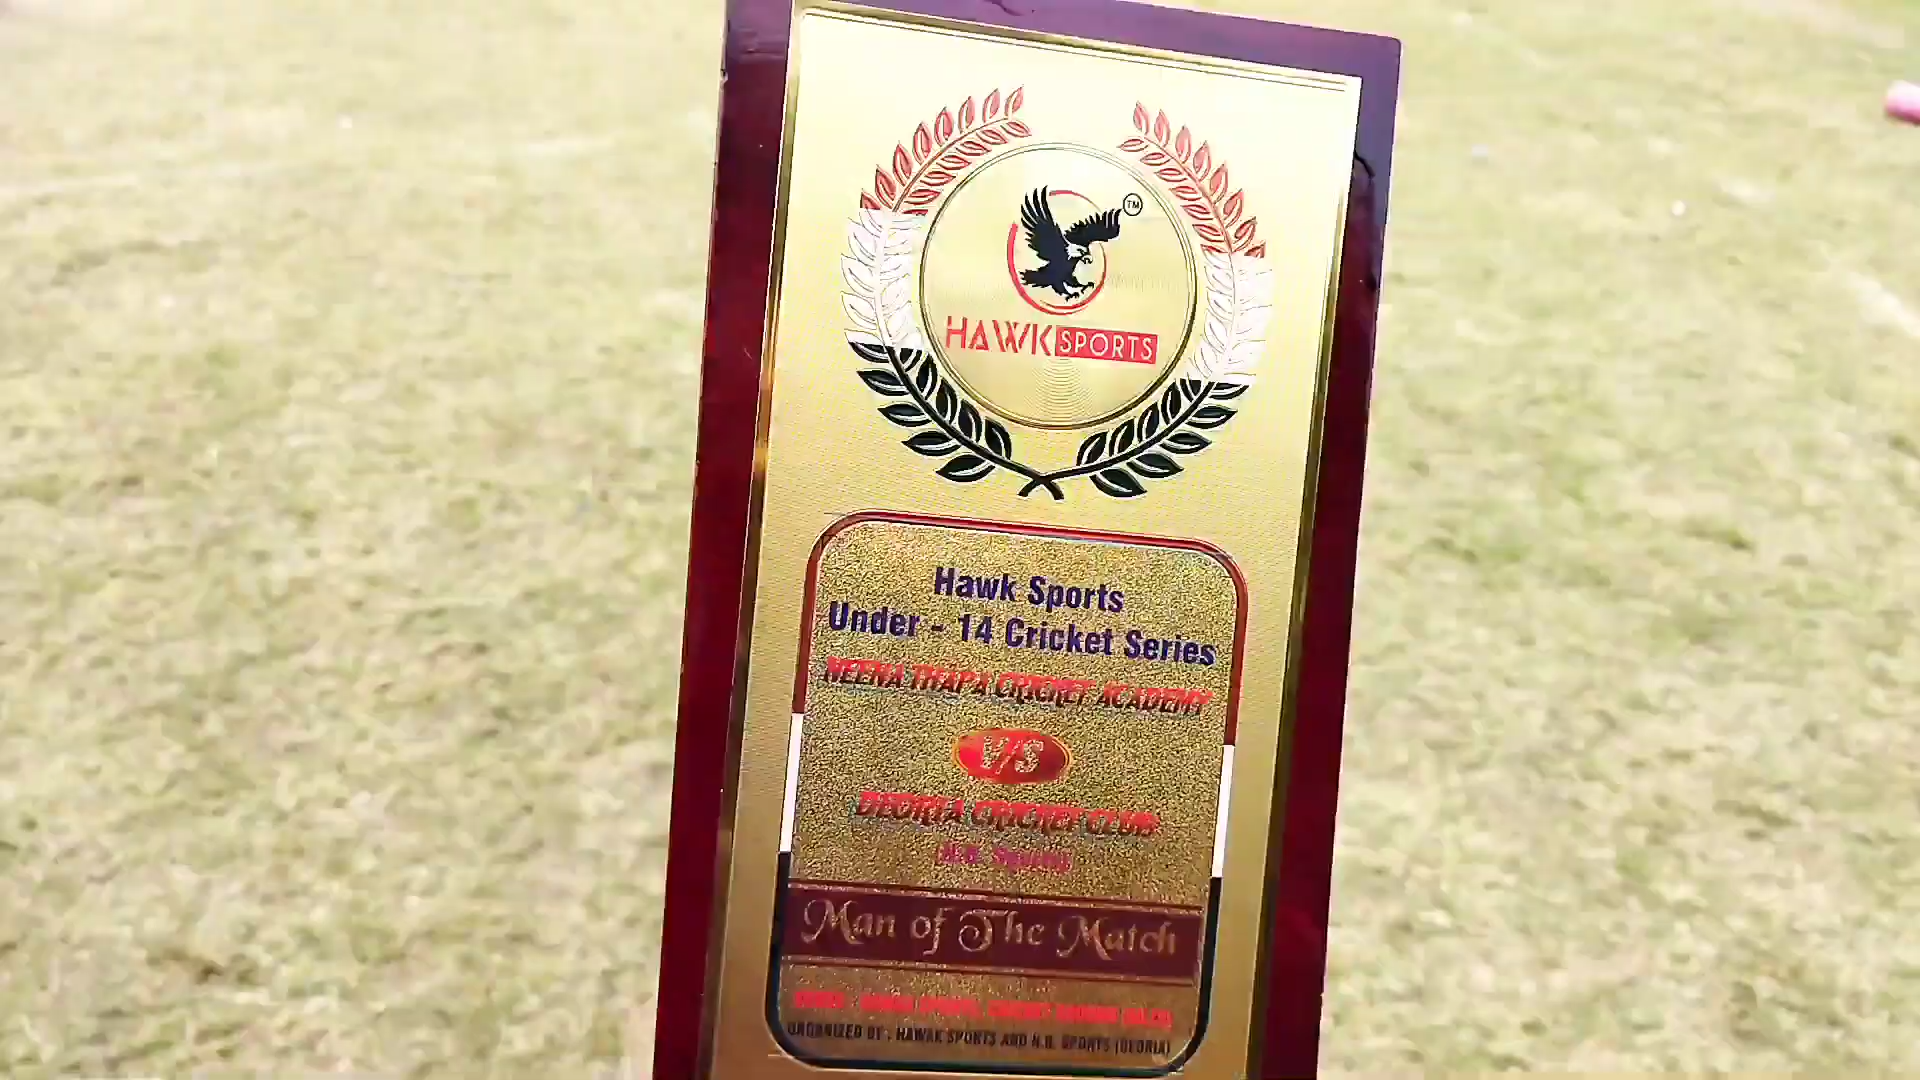 TM
HAWK SPORTS
Hawk Sports
Under - 14 Cricket Series
NEENA THAPA CRICKET ACADEMY
V/S
DEORIA CRICKET CLUB
Man of The Match
ORGANIZED BY : HAWAK SPORTS AND N.B. SPORTS (DEORIA)